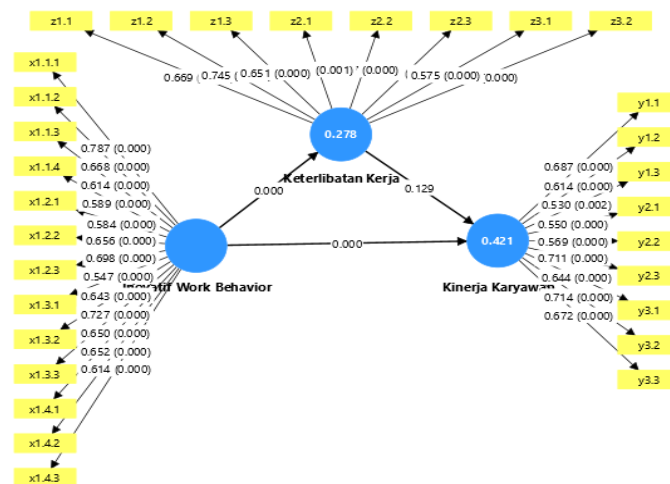 z1.1 z1.2 z1.3 z2.1 z2.2 z2.3 z3.1 z3.2
0.669 0.745 0.651 (0.000) (0.001) (0.000) 0.575 (0.000) (0.000)
x1.1.1
x1.1.2
x1.1.3
x1.1.4
x1.2.1
x1.2.2
x1.2.3
x1.3.1
x1.3.2
x1.3.3
x1.4.1
x1.4.2
x1.4.3
0.787 (0.000)
0.668 (0.000)
0.614 (0.000)
0.589 (0.000)
0.584 (0.000)
0.656 (0.000)
0.698 (0.000)
0.547 (0.000)
0.643 (0.000)
0.727 (0.000)
0.650 (0.000)
0.652 (0.000)
0.614 (0.000)
0.278
Keterlibatan Kerja
0.000
0.129
0.000
Work Behavior
0.421
Kinerja Karyawan
0.687 (0.000)
0.614 (0.000)
0.530 (0.002)
0.550 (0.000)
0.569 (0.000)
0.711 (0.000)
0.644 (0.000)
0.714 (0.000)
0.672 (0.000)
y1.1
y1.2
y1.3
y2.1
y2.2
y2.3
y3.1
y3.2
y3.3